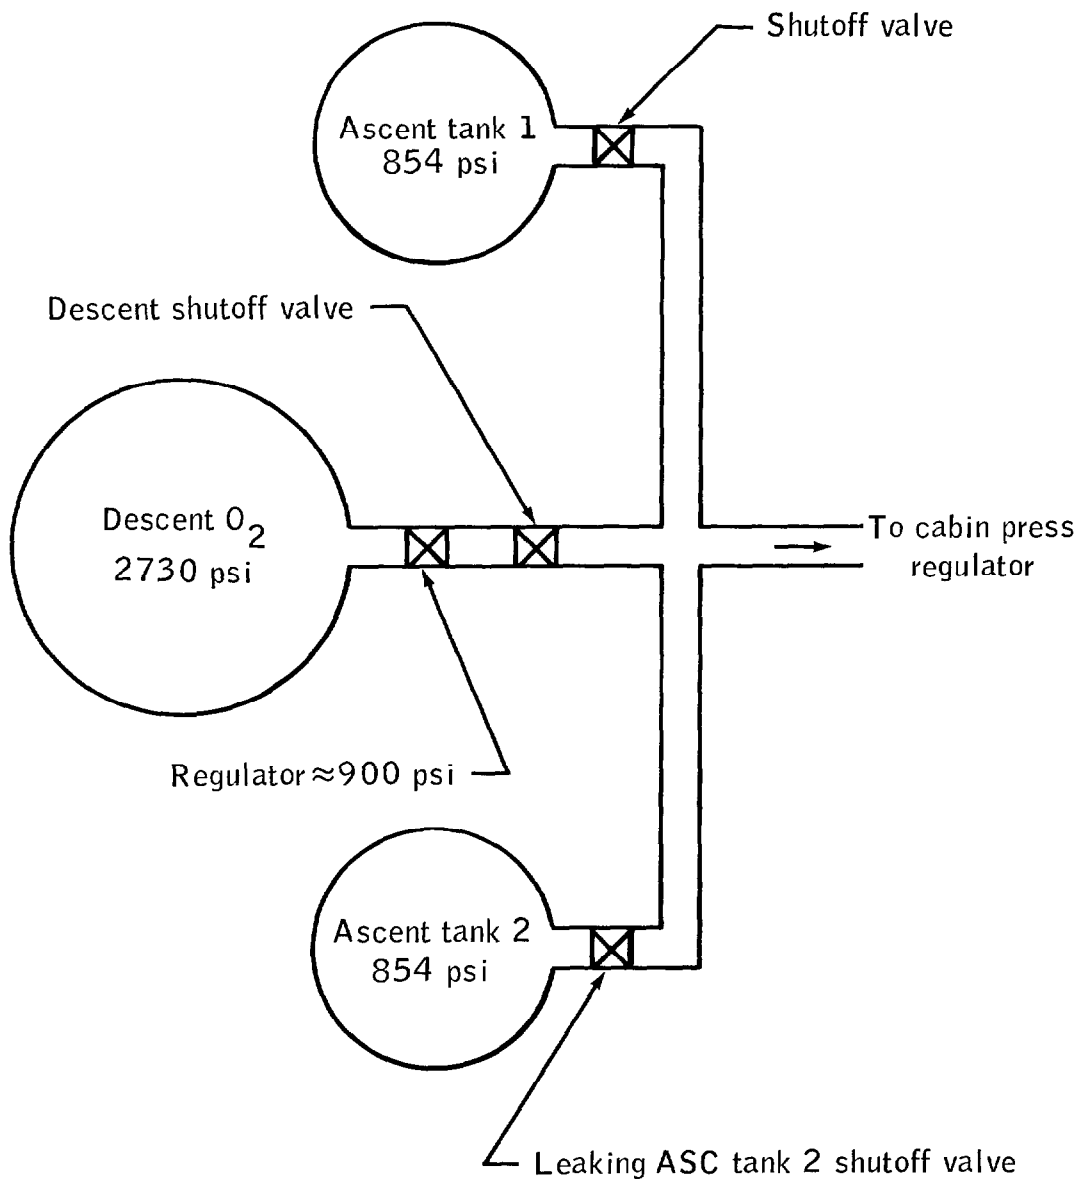 Shutoff valve
Ascent tank 1
854 psi
Descent shutoff valve
Descent O2
2730 psi
To cabin press
regulator
Regulator≈900 psi
Ascent tank 2
854 psi
Leaking ASC tank 2 shutoff valve